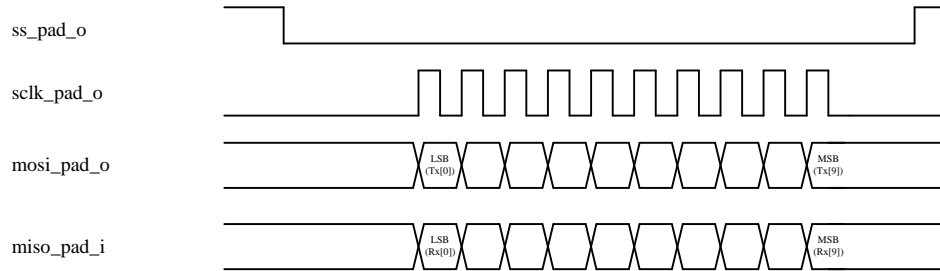 ss_pad_o
sclk_pad_o
mosi_pad_o
LSB
(Tx[0])
MSB
(Tx[9])
miso_pad_i
LSB
(Rx[0])
MSB
(Rx[9])